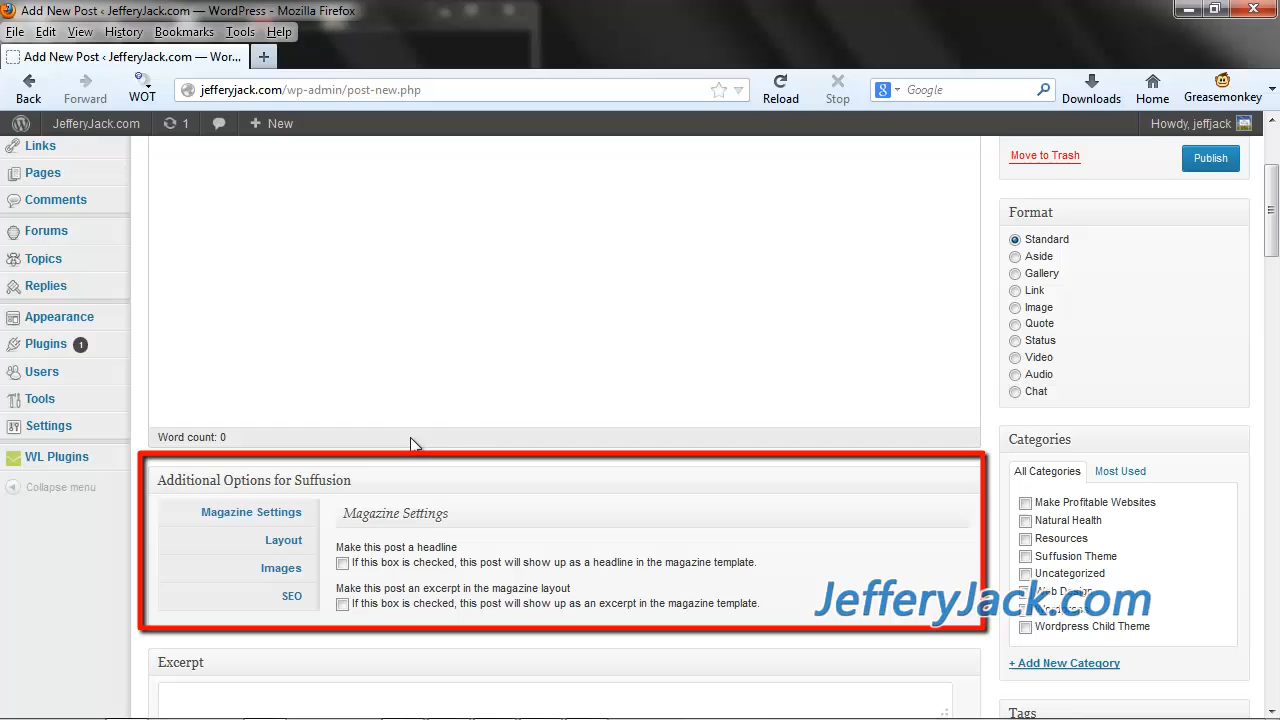 Add New Post ‹ JefferyJack.com — WordPress - Mozilla Firefox
File Edit View History Bookmarks Tools Help
Add New Post ‹ JefferyJack.com — Wor...
Back Forward WOT jefferyjack.com/wp-admin/post-new.php Reload Stop Google Downloads Home Greasemonkey
JefferyJack.com 1 + New Howdy, jeffjack
Links
Pages
Comments
Forums
Topics
Replies
Appearance
Plugins 1
Users
Tools
Settings
WL Plugins
Collapse menu
Word count: 0
Additional Options for Suffusion
Magazine Settings
Layout
Images
SEO
Magazine Settings
Make this post a headline
If this box is checked, this post will show up as a headline in the magazine template.
Make this post an excerpt in the magazine layout
If this box is checked, this post will show up as an excerpt in the magazine template.
Excerpt
Move to Trash Publish
Format
Standard
Aside
Gallery
Link
Image
Quote
Status
Video
Audio
Chat
Categories
All Categories Most Used
Make Profitable Websites
Natural Health
Resources
Suffusion Theme
Uncategorized
Wordpress Child Theme
+ Add New Category
Tags
JefferyJack.com